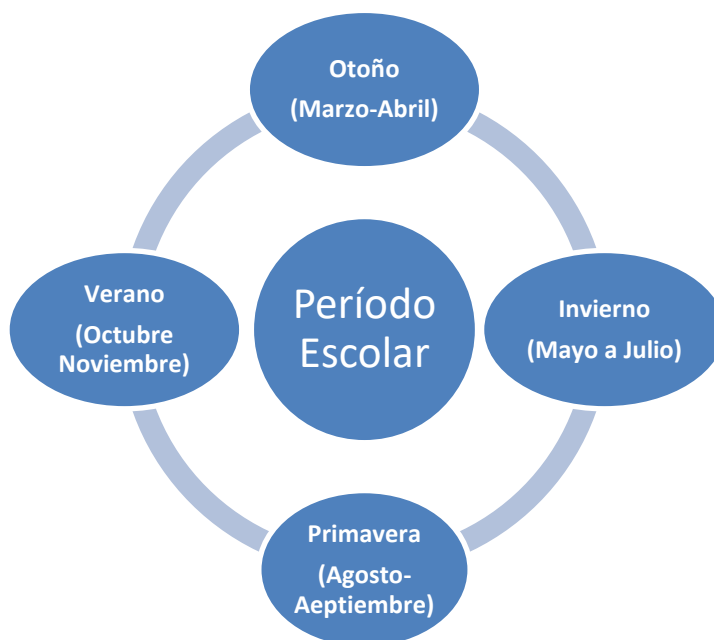 Otoño
(Marzo-Abril)
Período
Escolar
Invierno
(Mayo a Julio)
Primavera
(Agosto-
Aeptiembre)
Verano
(Octubre
Noviembre)